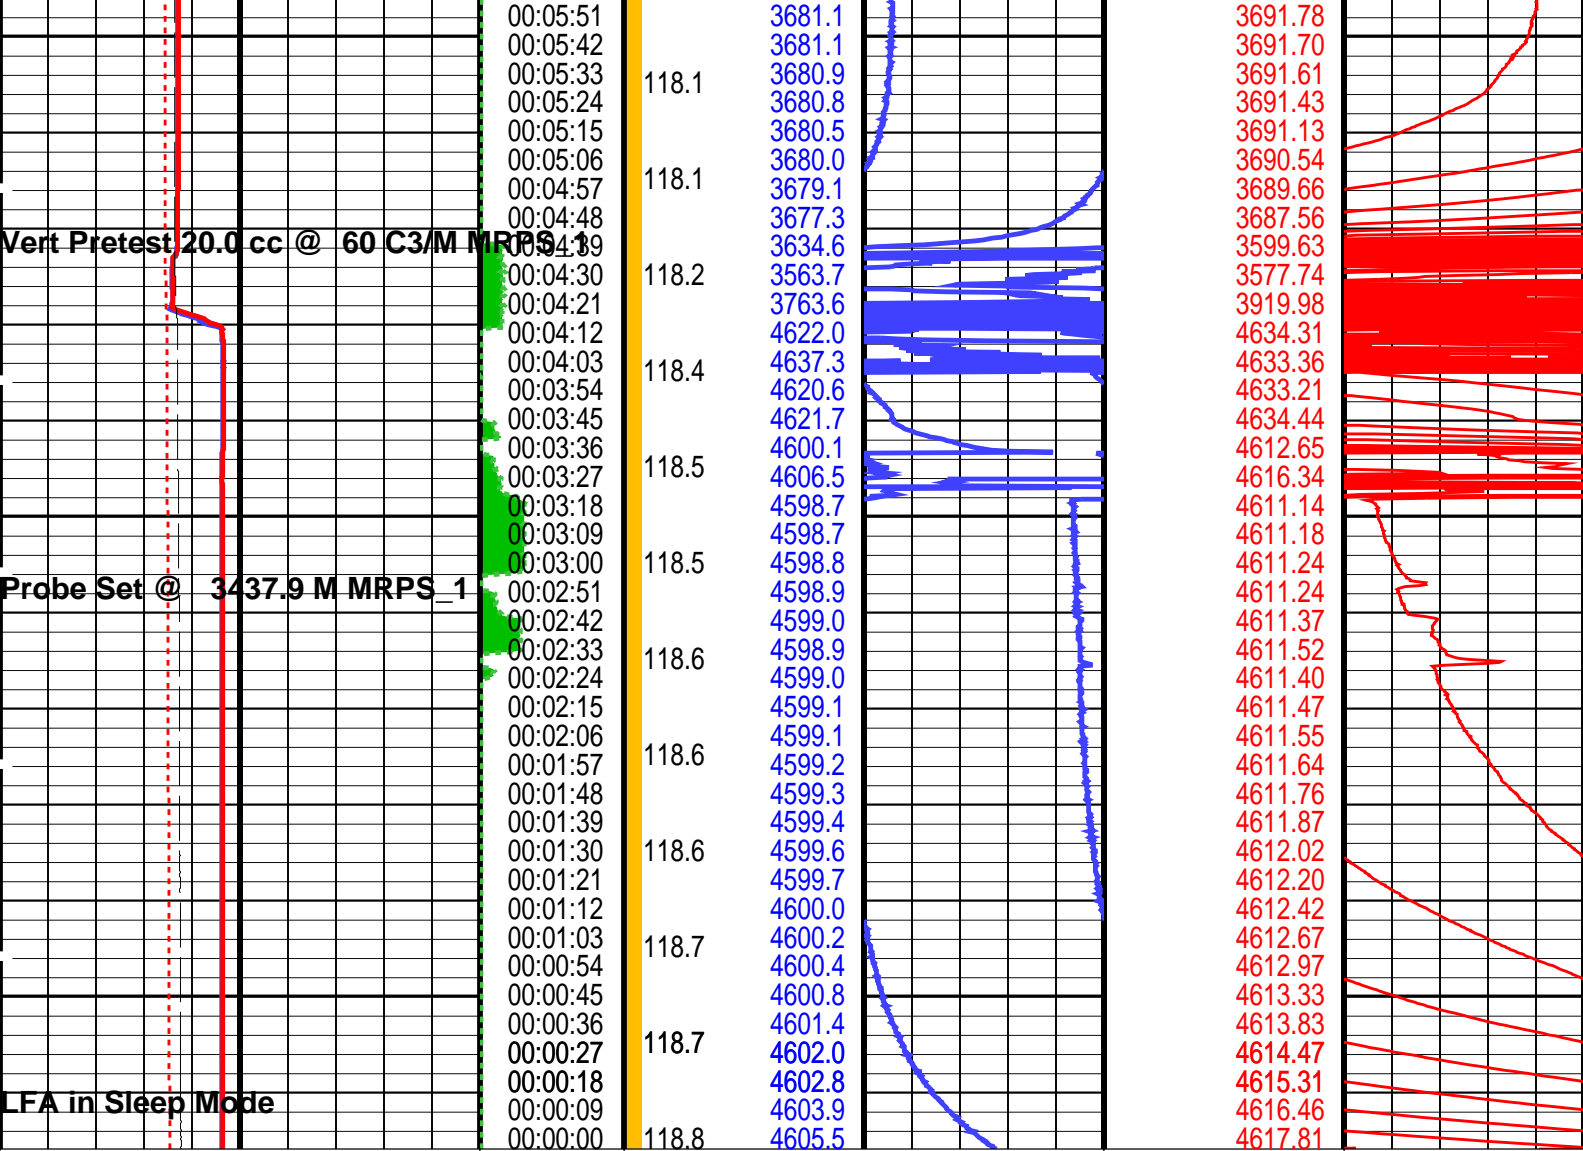 00:05:51 3681.1 3691.78
00:05:42 3681.1 3691.70
00:05:33 118.1 3680.9 3691.61
00:05:24 3680.8 3691.43
00:05:15 3680.5 3691.13
00:05:06 3680.0 3690.54
00:04:57 118.1 3679.1 3689.66
00:04:48 3677.3 3687.56
Vert Pretest 20.0 cc @ 60 C3/M MRPS_1 00:04:39 3634.6 3599.63
00:04:30 118.2 3563.7 3577.74
00:04:21 3763.6 3919.98
00:04:12 4622.0 4634.31
00:04:03 118.4 4637.3 4633.36
00:03:54 4620.6 4633.21
00:03:45 4621.7 4634.44
00:03:36 4600.1 4612.65
00:03:27 118.5 4606.5 4616.34
00:03:18 4598.7 4611.14
00:03:09 4598.7 4611.18
00:03:00 118.5 4598.8 4611.24
Probe Set @ 3437.9 M MRPS_1 00:02:51 4598.9 4611.24
00:02:42 4599.0 4611.37
00:02:33 118.6 4598.9 4611.52
00:02:24 4599.0 4611.40
00:02:15 4599.1 4611.47
00:02:06 118.6 4599.1 4611.55
00:01:57 4599.2 4611.64
00:01:48 4599.3 4611.76
00:01:39 4599.4 4611.87
00:01:30 118.6 4599.6 4612.02
00:01:21 4599.7 4612.20
00:01:12 4600.0 4612.42
00:01:03 118.7 4600.2 4612.67
00:00:54 4600.4 4612.97
00:00:45 4600.8 4613.33
00:00:36 118.7 4601.4 4613.83
00:00:27 4602.0 4614.47
00:00:18 4602.8 4615.31
LFA in Sleep Mode 00:00:09 4603.9 4616.46
00:00:00 118.8 4605.5 4617.81